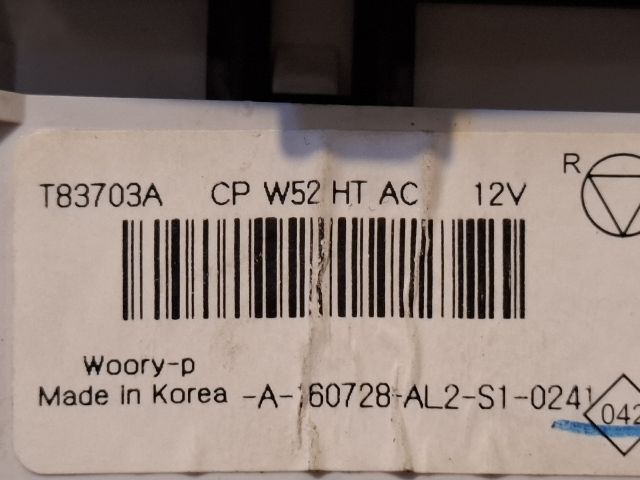 T83703A CP W52 HT AC 12V R
Woory-p
Made in Korea -A-160728-AL2-S1-0241
042